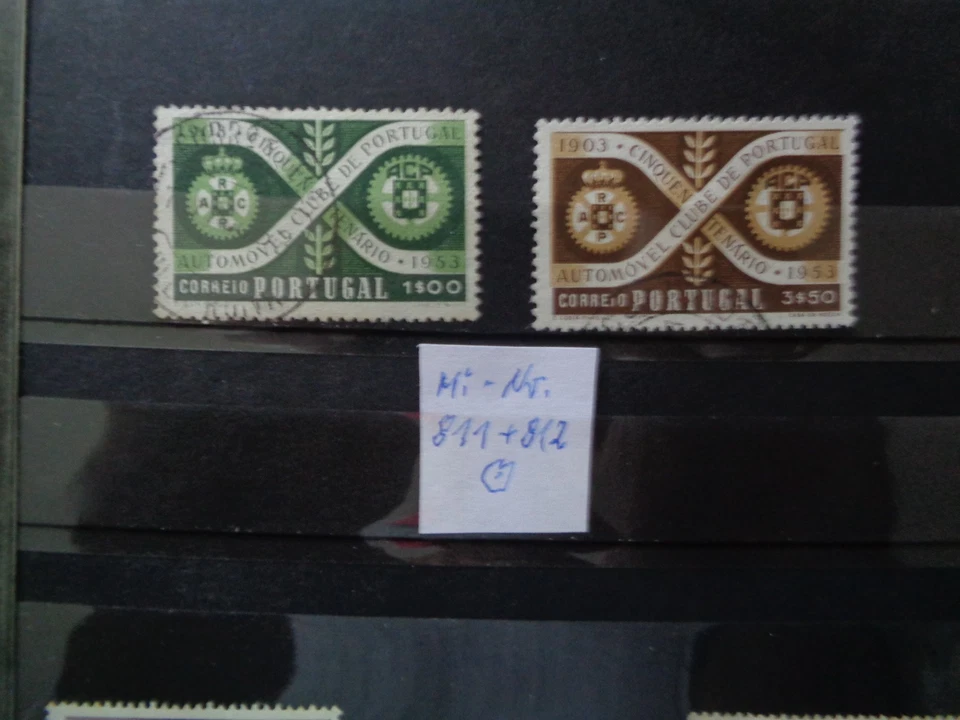 1903 • CINQUENTENÁRIO • 1953
AUTOMÓVEL CLUBE DE PORTUGAL
R
A C
P
ACP
CORREIO PORTUGAL 1$00
1903 • CINQUENTENÁRIO • 1953
AUTOMÓVEL CLUBE DE PORTUGAL
R
A C
P
ACP
CORREIO PORTUGAL 3$50
Mi-Nr.
811+812